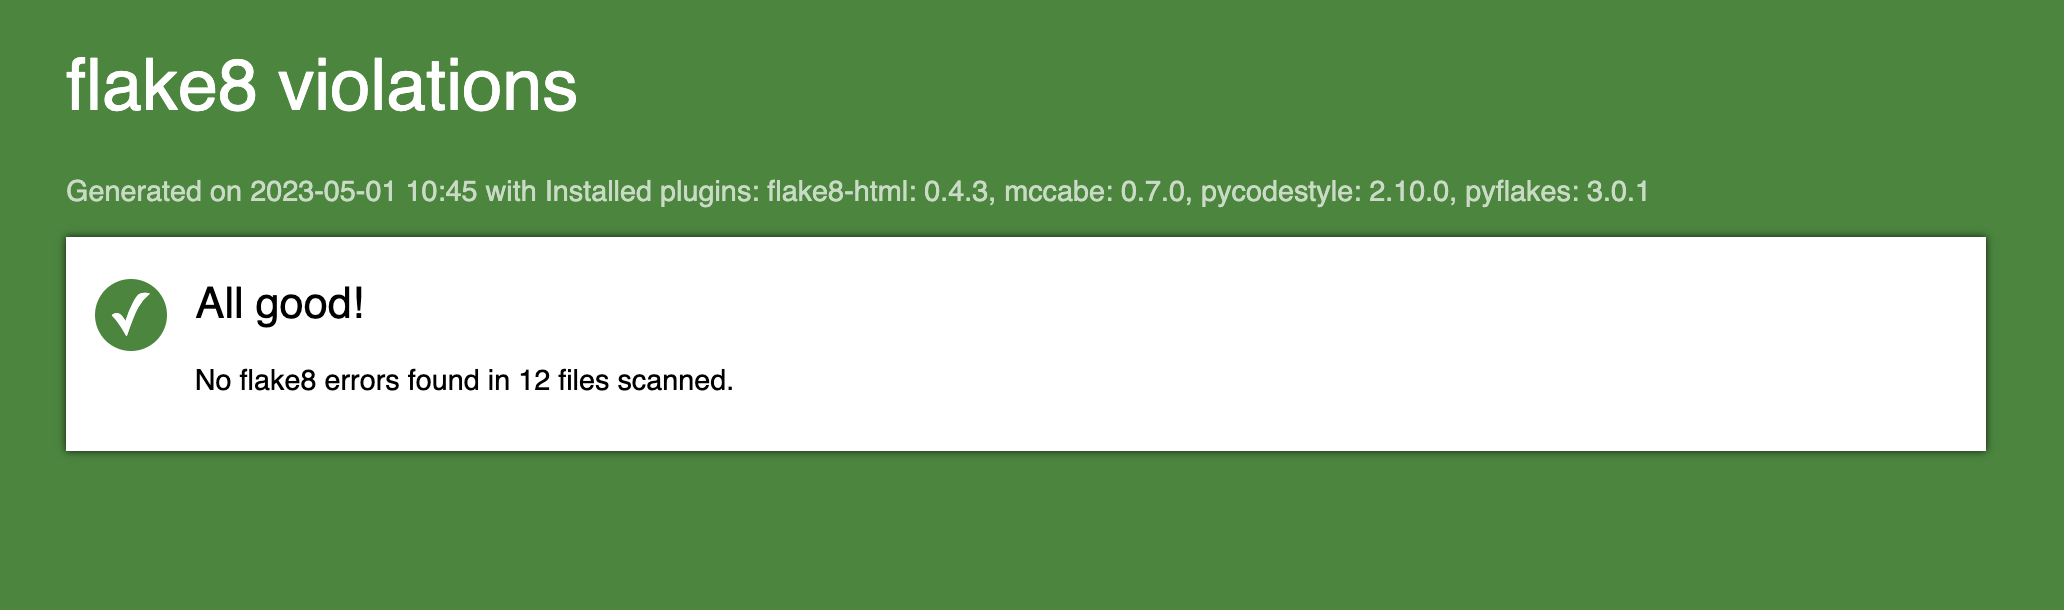 flake8 violations
Generated on 2023-05-01 10:45 with Installed plugins: flake8-html: 0.4.3, mccabe: 0.7.0, pycodestyle: 2.10.0, pyflakes: 3.0.1
All good!
No flake8 errors found in 12 files scanned.